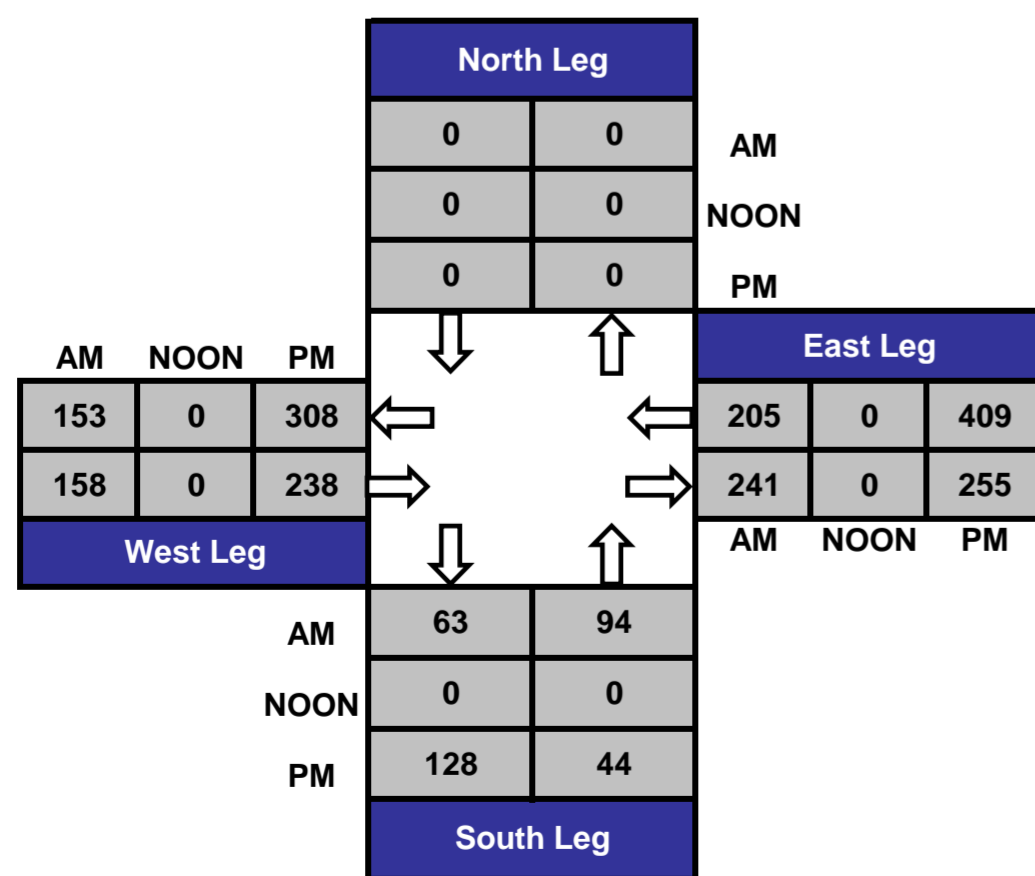 North Leg
0 0 AM
0 0 NOON
0 0 PM
East Leg
AM NOON PM
153 0 308
205 0 409
158 0 238
241 0 255
West Leg
AM NOON PM
AM 63 94
NOON 0 0
PM 128 44
South Leg